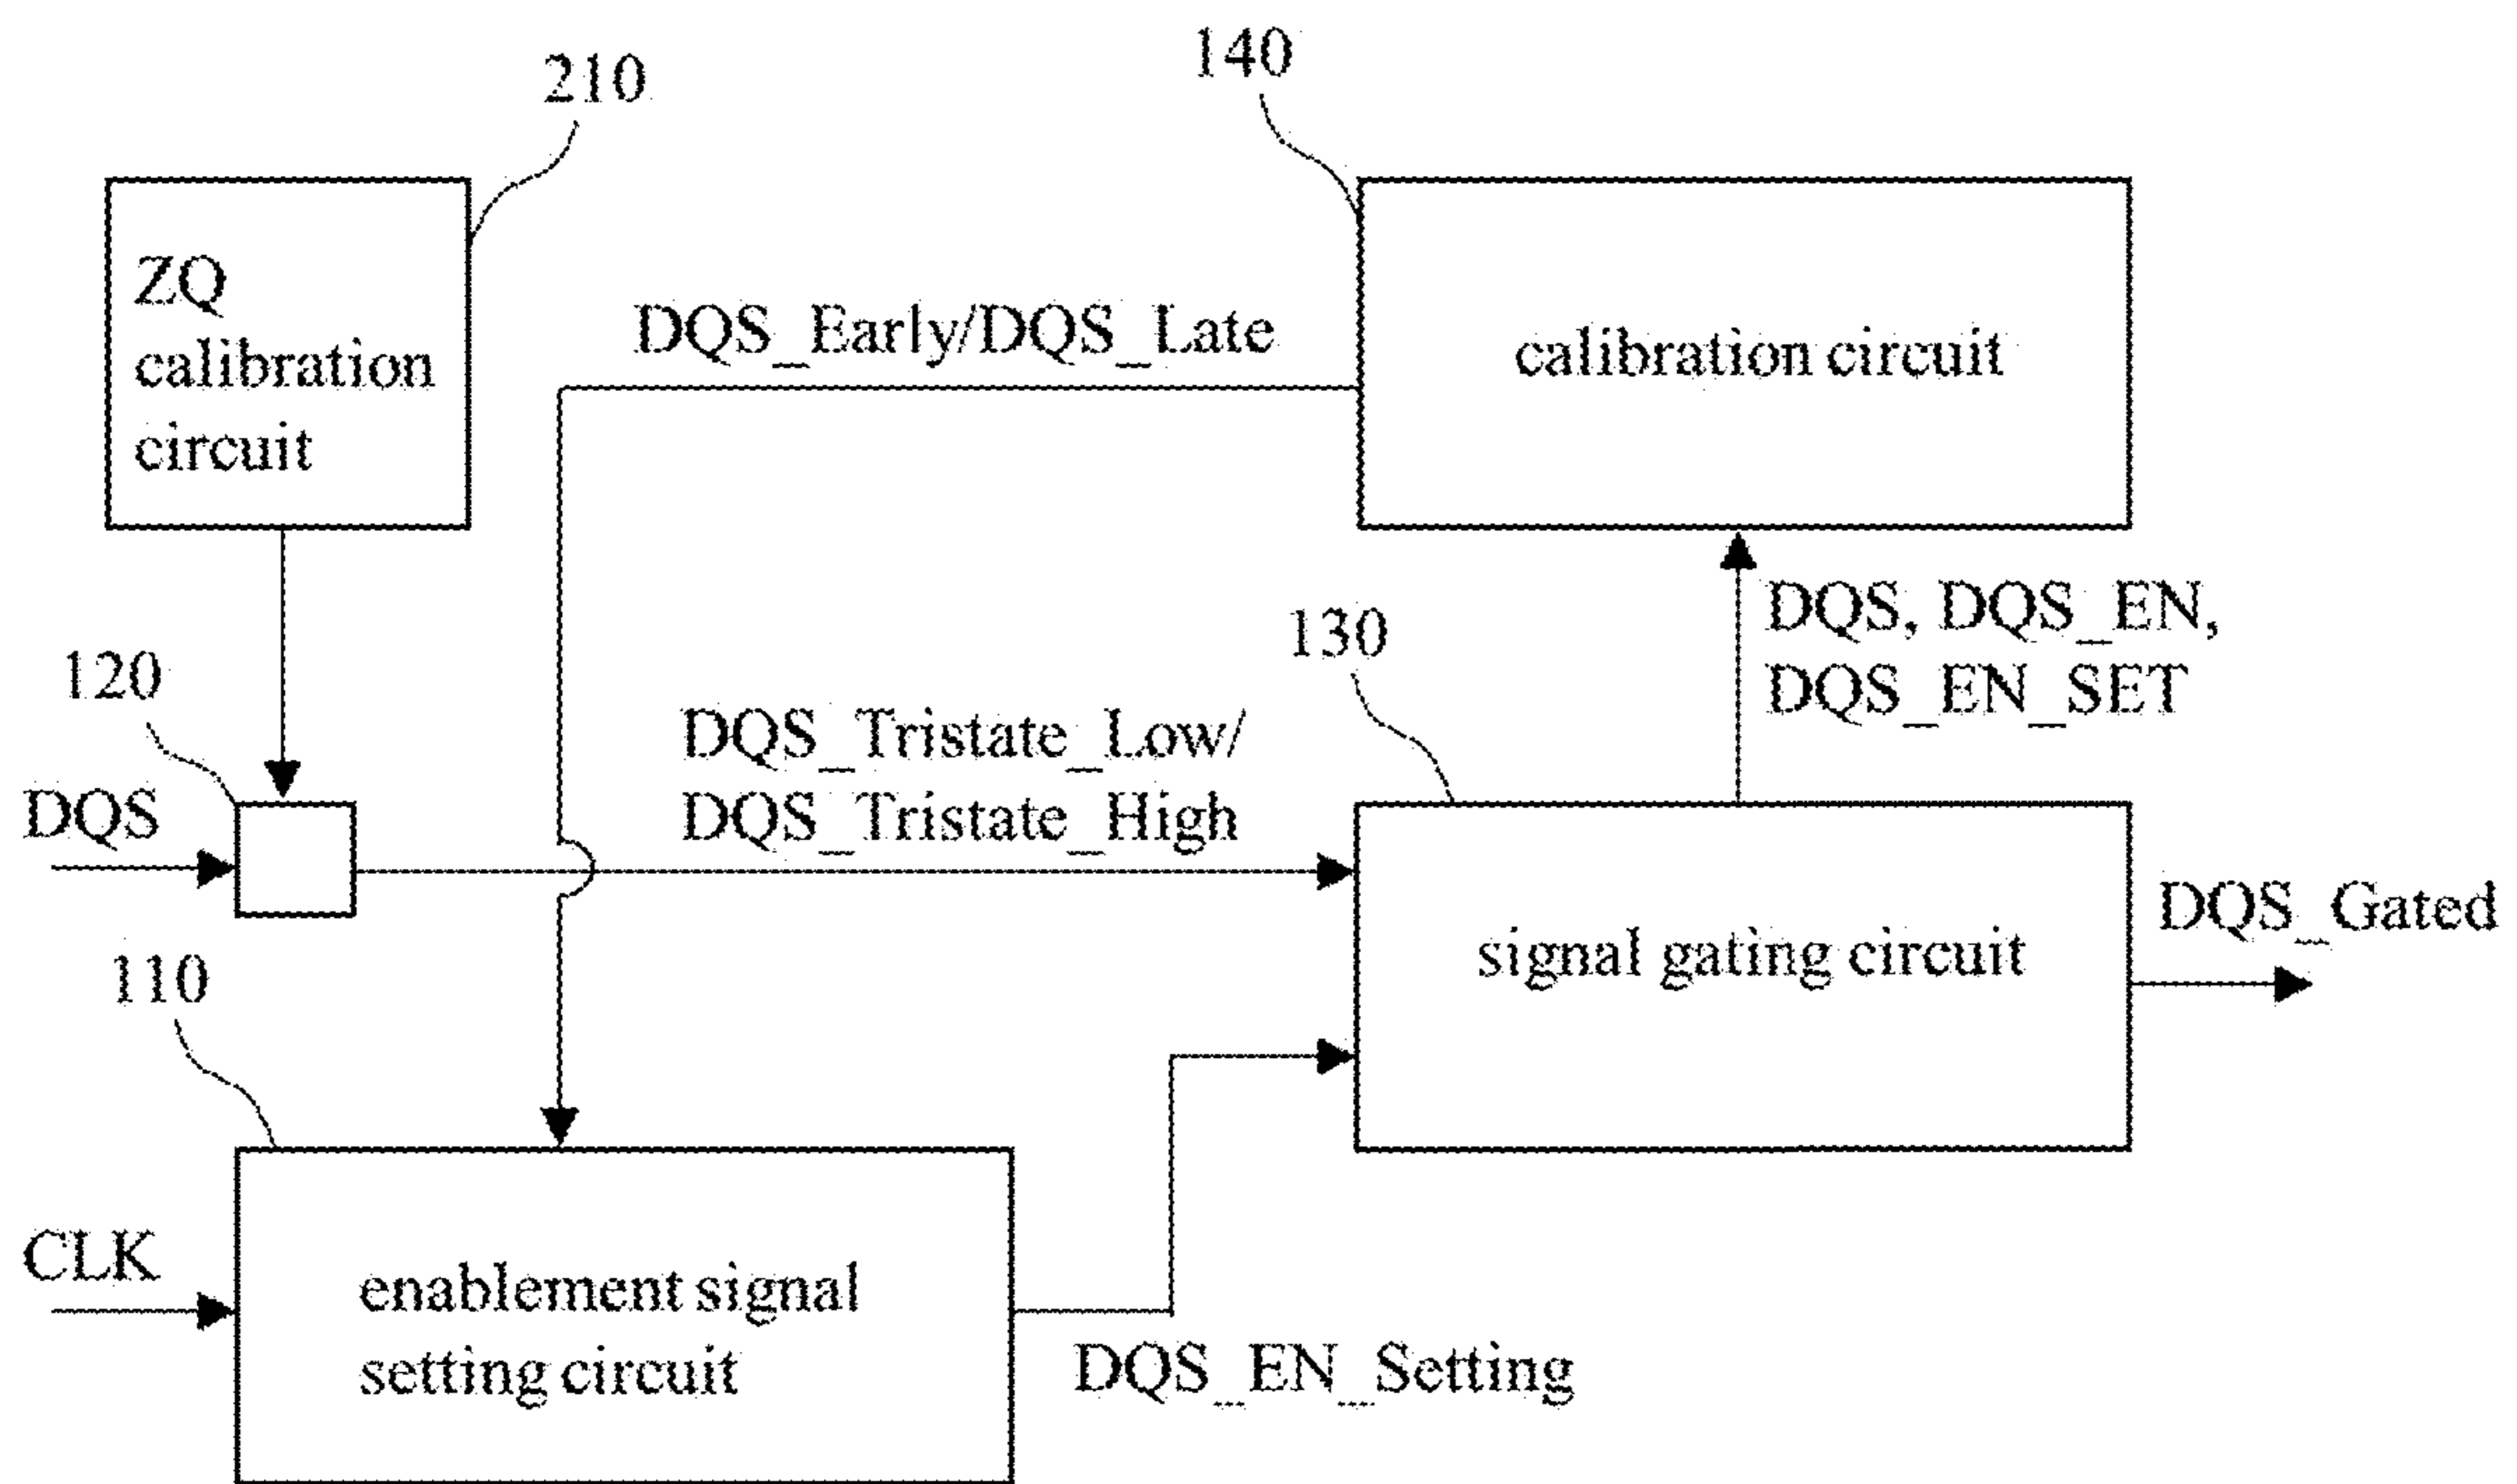 210
140
ZQ
calibration
circuit
DQS_Early/DQS_Late
calibration circuit
DQS, DQS_EN,
DQS_EN_SET
130
120
DQS_Tristate_Low/
DQS_Tristate_High
DQS
DQS_Gated
signal gating circuit
110
CLK
enablement signal
setting circuit
DQS_EN_Setting